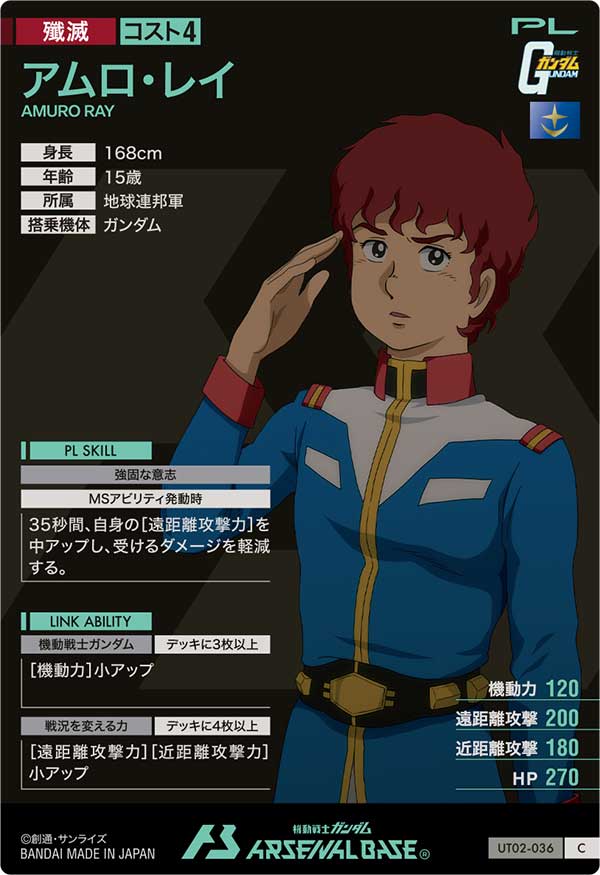 殲滅 コスト4
PL
アムロ・レイ
AMURO RAY
機動戦士
ガンダム
GUNDAM
身長 168cm
年齢 15歳
所属 地球連邦軍
搭乗機体 ガンダム
PL SKILL
強固な意志
MSアビリティ発動時
35秒間、自身の[遠距離攻撃力]を
中アップし、受けるダメージを軽減
する。
LINK ABILITY
機動戦士ガンダム デッキに3枚以上
[機動力]小アップ
戦況を変える力 デッキに4枚以上
[遠距離攻撃力][近距離攻撃力]
小アップ
機動力 120
遠距離攻撃 200
近距離攻撃 180
HP 270
©創通・サンライズ
BANDAI MADE IN JAPAN
機動戦士ガンダム
AB ARSENAL BASE®
UT02-036 C